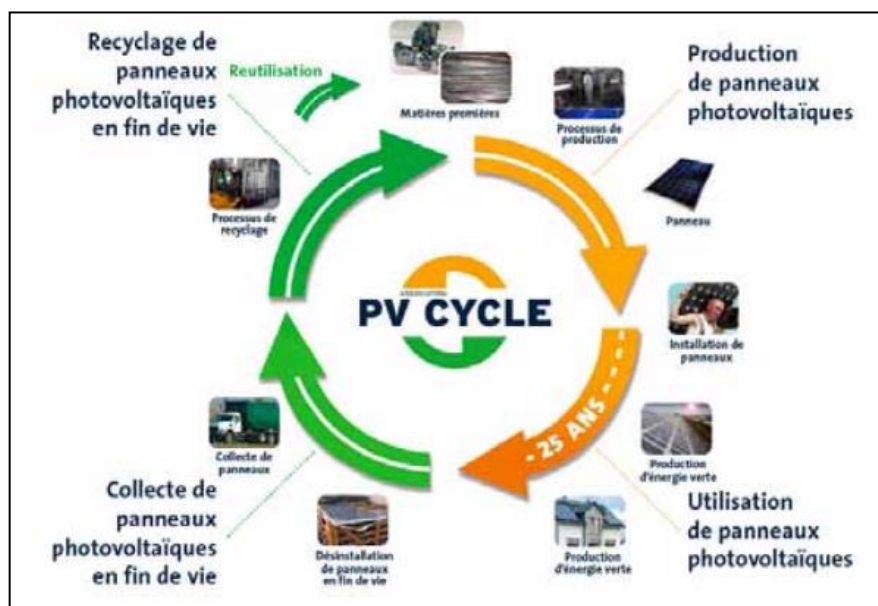 Recyclage de
panneaux
photovoltaïques
en fin de vie
Reutilisation
Matières premières
Processus de
production
Production
de panneaux
photovoltaïques
Panneau
Processus de
recyclage
PV CYCLE
Installation de
panneaux
- 25 ANS -
Production
d'énergie verte
Collecte de
panneaux
Collecte de
panneaux
photovoltaïques
en fin de vie
Désinstallation
de panneaux
en fin de vie
Production
d'énergie verte
Utilisation
de panneaux
photovoltaïques